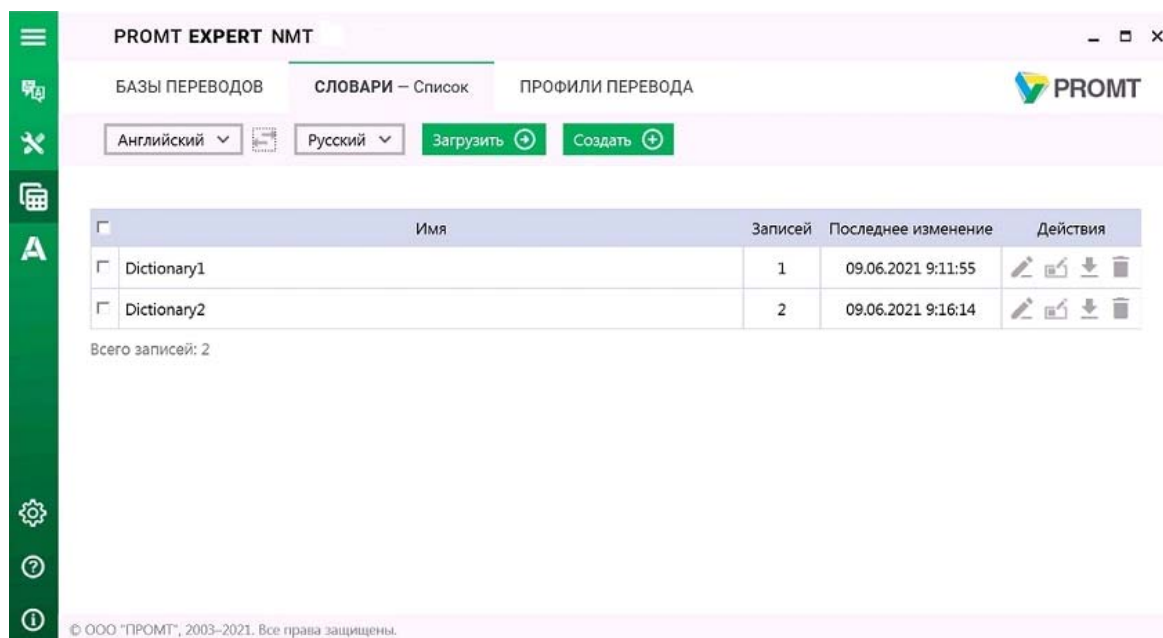 PROMT EXPERT NMT
БАЗЫ ПЕРЕВОДОВ СЛОВАРИ — Список ПРОФИЛИ ПЕРЕВОДА PROMT
Английский Русский Загрузить Создать
Имя Записей Последнее изменение Действия
Dictionary1 1 09.06.2021 9:11:55
Dictionary2 2 09.06.2021 9:16:14
Всего записей: 2
© ООО "ПРОМТ", 2003–2021. Все права защищены.